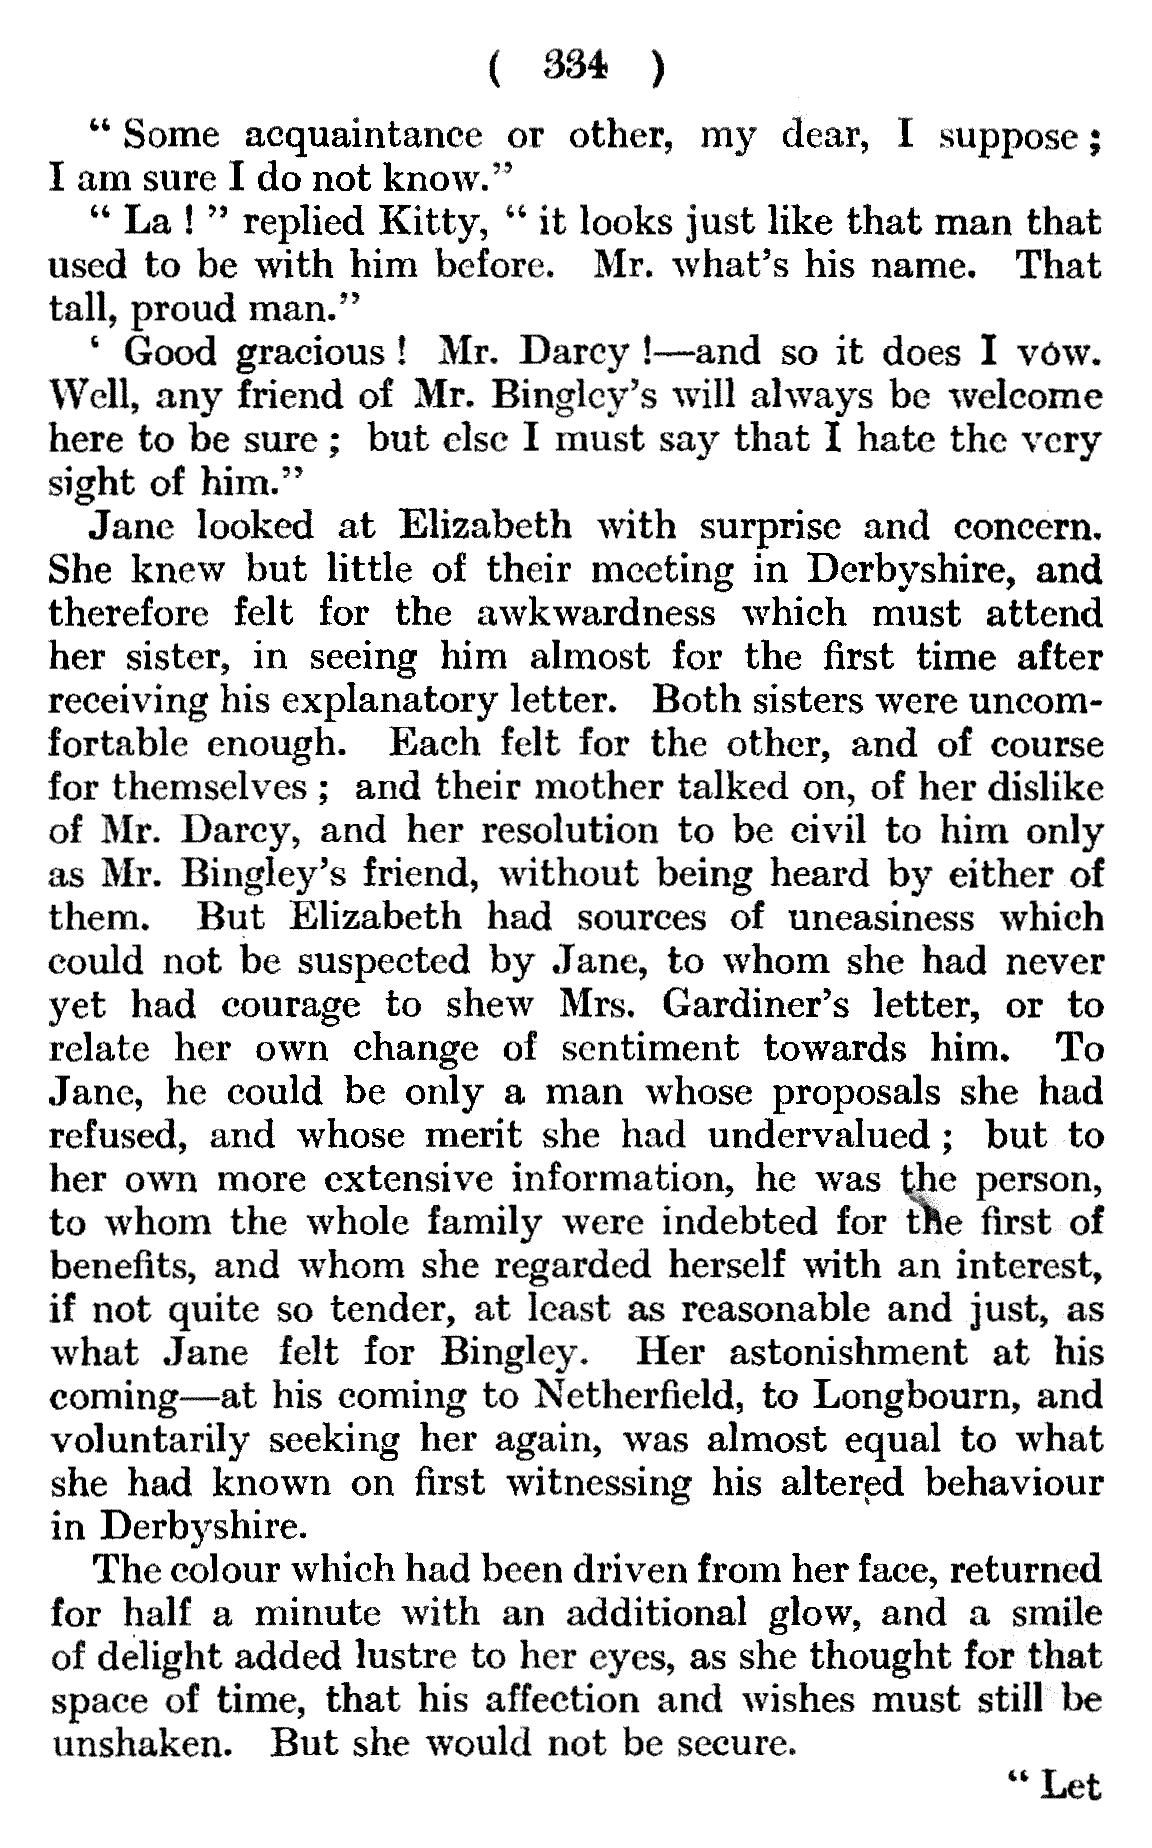 ( 334 )
“ Some acquaintance or other, my dear, I suppose ;
I am sure I do not know.”
“ La ! ” replied Kitty, “ it looks just like that man that
used to be with him before. Mr. what’s his name. That
tall, proud man.”
‘ Good gracious ! Mr. Darcy !—and so it does I vow.
Well, any friend of Mr. Bingley’s will always be welcome
here to be sure ; but else I must say that I hate the very
sight of him.”
Jane looked at Elizabeth with surprise and concern.
She knew but little of their meeting in Derbyshire, and
therefore felt for the awkwardness which must attend
her sister, in seeing him almost for the first time after
receiving his explanatory letter. Both sisters were uncom-
fortable enough. Each felt for the other, and of course
for themselves ; and their mother talked on, of her dislike
of Mr. Darcy, and her resolution to be civil to him only
as Mr. Bingley’s friend, without being heard by either of
them. But Elizabeth had sources of uneasiness which
could not be suspected by Jane, to whom she had never
yet had courage to shew Mrs. Gardiner’s letter, or to
relate her own change of sentiment towards him. To
Jane, he could be only a man whose proposals she had
refused, and whose merit she had undervalued ; but to
her own more extensive information, he was the person,
to whom the whole family were indebted for the first of
benefits, and whom she regarded herself with an interest,
if not quite so tender, at least as reasonable and just, as
what Jane felt for Bingley. Her astonishment at his
coming—at his coming to Netherfield, to Longbourn, and
voluntarily seeking her again, was almost equal to what
she had known on first witnessing his altered behaviour
in Derbyshire.
The colour which had been driven from her face, returned
for half a minute with an additional glow, and a smile
of delight added lustre to her eyes, as she thought for that
space of time, that his affection and wishes must still be
unshaken. But she would not be secure.
“ Let